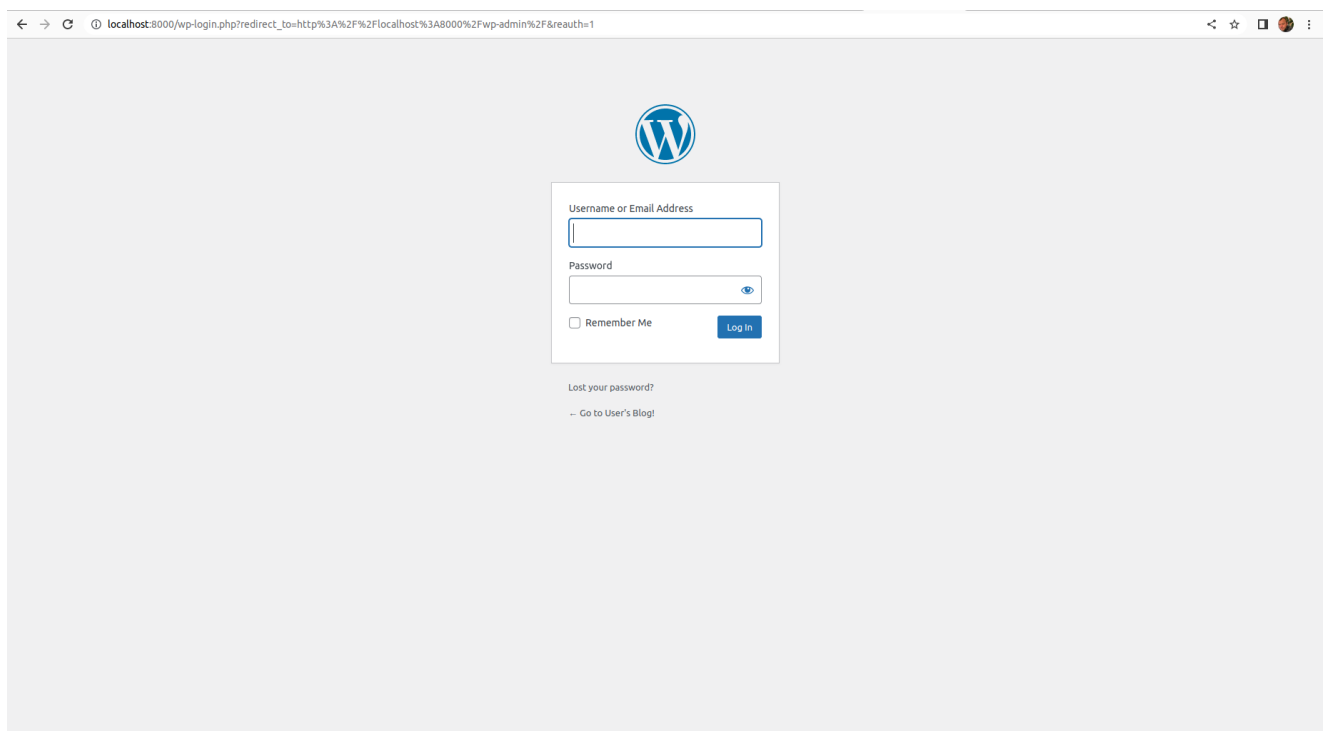 localhost:8000/wp-login.php?redirect_to=http%3A%2F%2Flocalhost%3A8000%2Fwp-admin%2F&reauth=1
Username or Email Address
Password
Remember Me
Log In
Lost your password?
← Go to User's Blog!